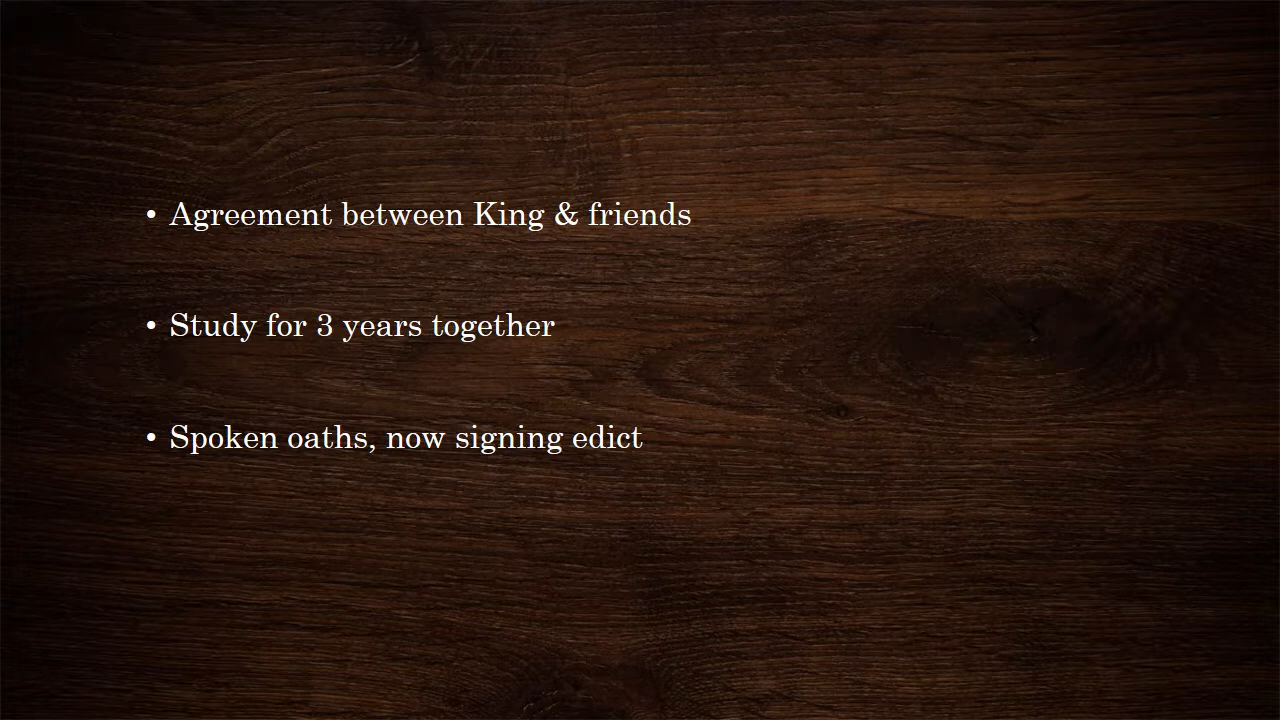 • Agreement between King & friends
• Study for 3 years together
• Spoken oaths, now signing edict